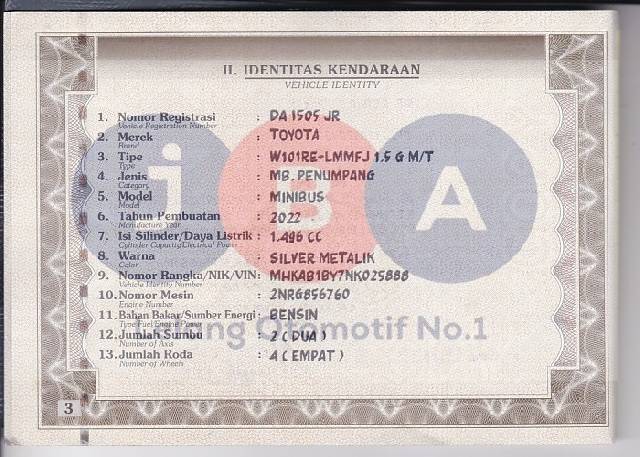 II. IDENTITAS KENDARAAN
VEHICLE IDENTITY
1. Nomor Registrasi : DA 1505 JR
Vehicle Registration Number
2. Merek : TOYOTA
Brand
3. Tipe : W101RE-LMMFJ 1.5 G M/T
Type
4. Jenis : MB. PENUMPANG
Category
5. Model : MINIBUS
Model
6. Tahun Pembuatan : 2022
Manufacture Year
7. Isi Silinder/Daya Listrik : 1.496 CC
Cylinder Capacity/Electrical Power
8. Warna : SILVER METALIK
Color
9. Nomor Rangka/NIK/VIN : MHKAB1BY7NK025888
Vehicle Identity Number
10. Nomor Mesin : 2NRG856760
Engine Number
11. Bahan Bakar/Sumber Energi : BENSIN
Type Fuel/Engine Power
12. Jumlah Sumbu : 2 ( DUA )
Number of Axis
13. Jumlah Roda : 4 ( EMPAT )
Number of Wheels
iBA
Lelang Otomotif No.1
3